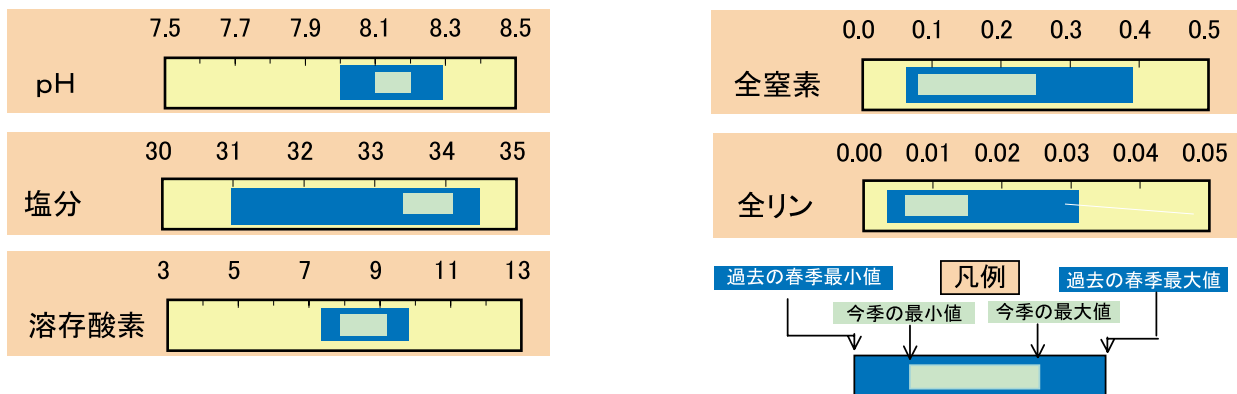 7.5 7.7 7.9 8.1 8.3 8.5
pH
30 31 32 33 34 35
塩分
3 5 7 9 11 13
溶存酸素
0.0 0.1 0.2 0.3 0.4 0.5
全窒素
0.00 0.01 0.02 0.03 0.04 0.05
全リン
過去の春季最小値 凡例 過去の春季最大値
今季の最小値 今季の最大値